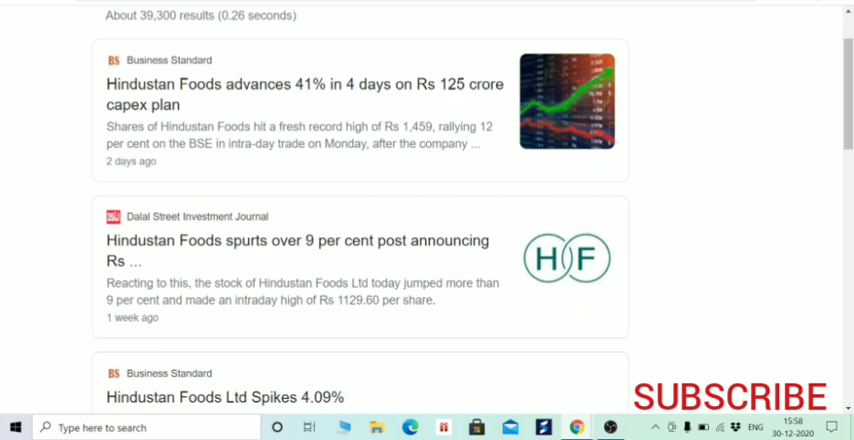 About 39,300 results (0.26 seconds)
BS Business Standard
Hindustan Foods advances 41% in 4 days on Rs 125 crore
capex plan
Shares of Hindustan Foods hit a fresh record high of Rs 1,459, rallying 12
per cent on the BSE in intra-day trade on Monday, after the company ...
2 days ago
DSIJ Dalal Street Investment Journal
Hindustan Foods spurts over 9 per cent post announcing
Rs ...
Reacting to this, the stock of Hindustan Foods Ltd today jumped more than
9 per cent and made an intraday high of Rs 1129.60 per share.
1 week ago
H F
BS Business Standard
Hindustan Foods Ltd Spikes 4.09%
SUBSCRIBE
Type here to search
ENG
15:58
30-12-2020